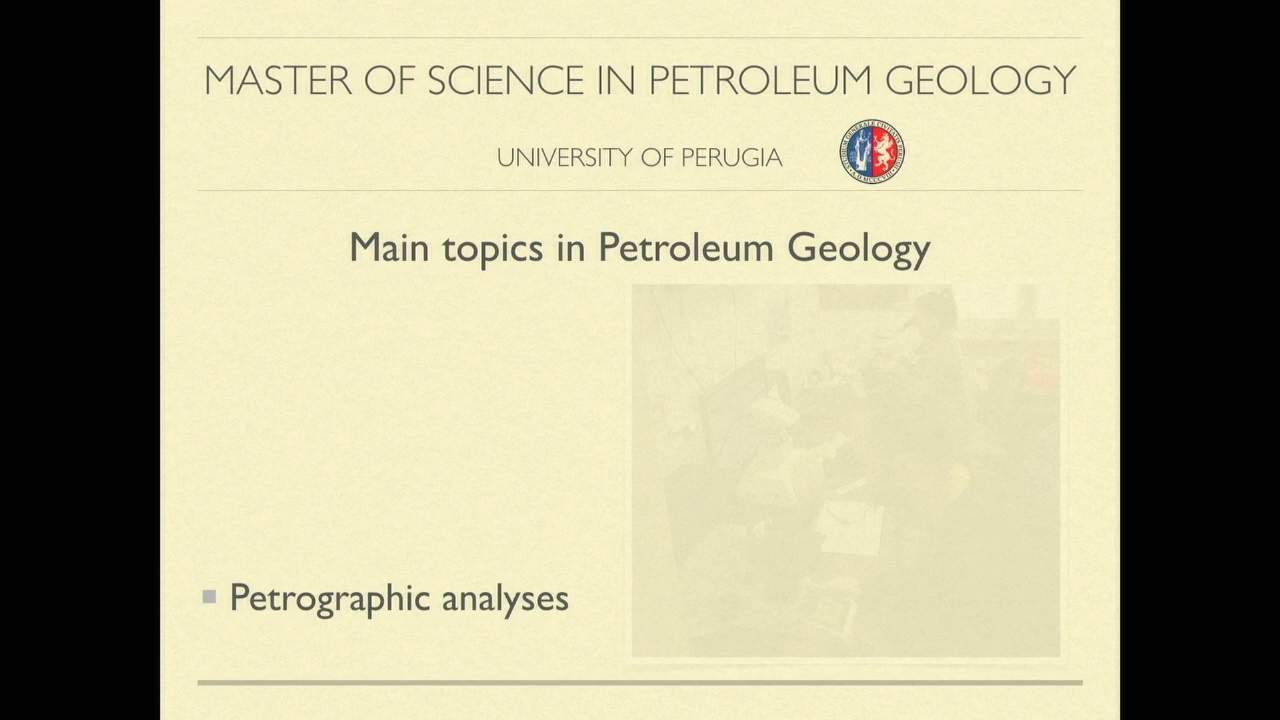 MASTER OF SCIENCE IN PETROLEUM GEOLOGY
UNIVERSITY OF PERUGIA
Main topics in Petroleum Geology
Petrographic analyses